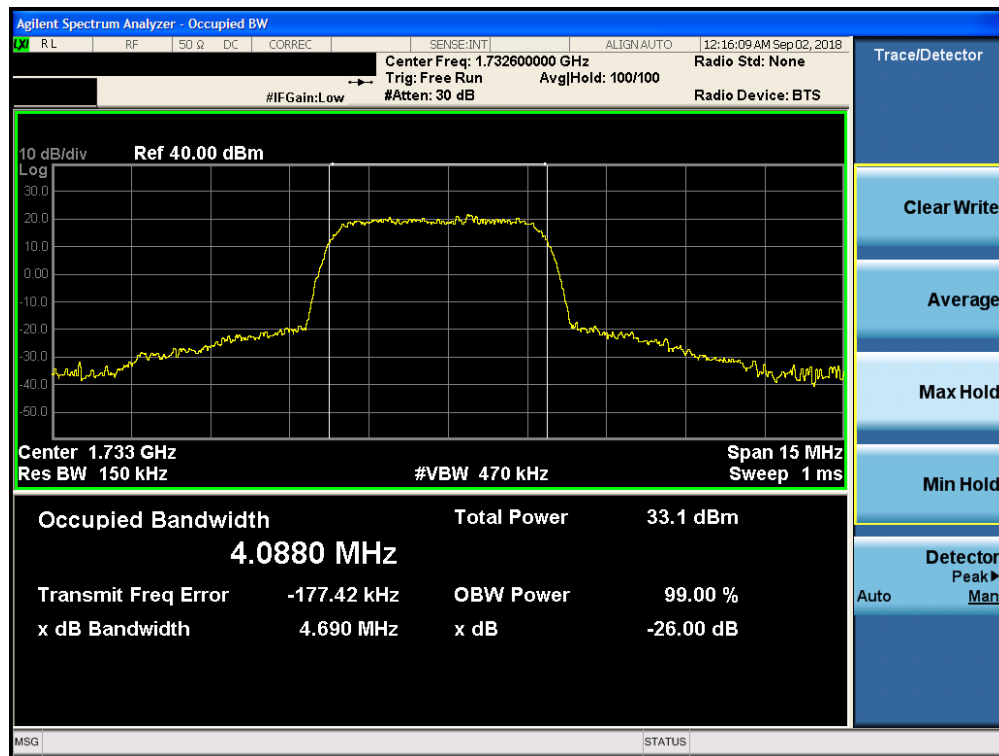 Agilent Spectrum Analyzer - Occupied BW
LXI RL RF 50 Ω DC CORREC SENSE:INT ALIGN AUTO 12:16:09 AM Sep 02, 2018
Center Freq: 1.732600000 GHz Radio Std: None
Trig: Free Run Avg|Hold: 100/100
#IFGain:Low #Atten: 30 dB Radio Device: BTS
Trace/Detector
10 dB/div Ref 40.00 dBm
Log
30.0
20.0
10.0
0.00
-10.0
-20.0
-30.0
-40.0
-50.0
Center 1.733 GHz Span 15 MHz
Res BW 150 kHz #VBW 470 kHz Sweep 1 ms
Occupied Bandwidth Total Power 33.1 dBm
4.0880 MHz
Transmit Freq Error -177.42 kHz OBW Power 99.00 %
x dB Bandwidth 4.690 MHz x dB -26.00 dB
Clear Write
Average
Max Hold
Min Hold
Detector
Peak▶
Auto Man
MSG STATUS